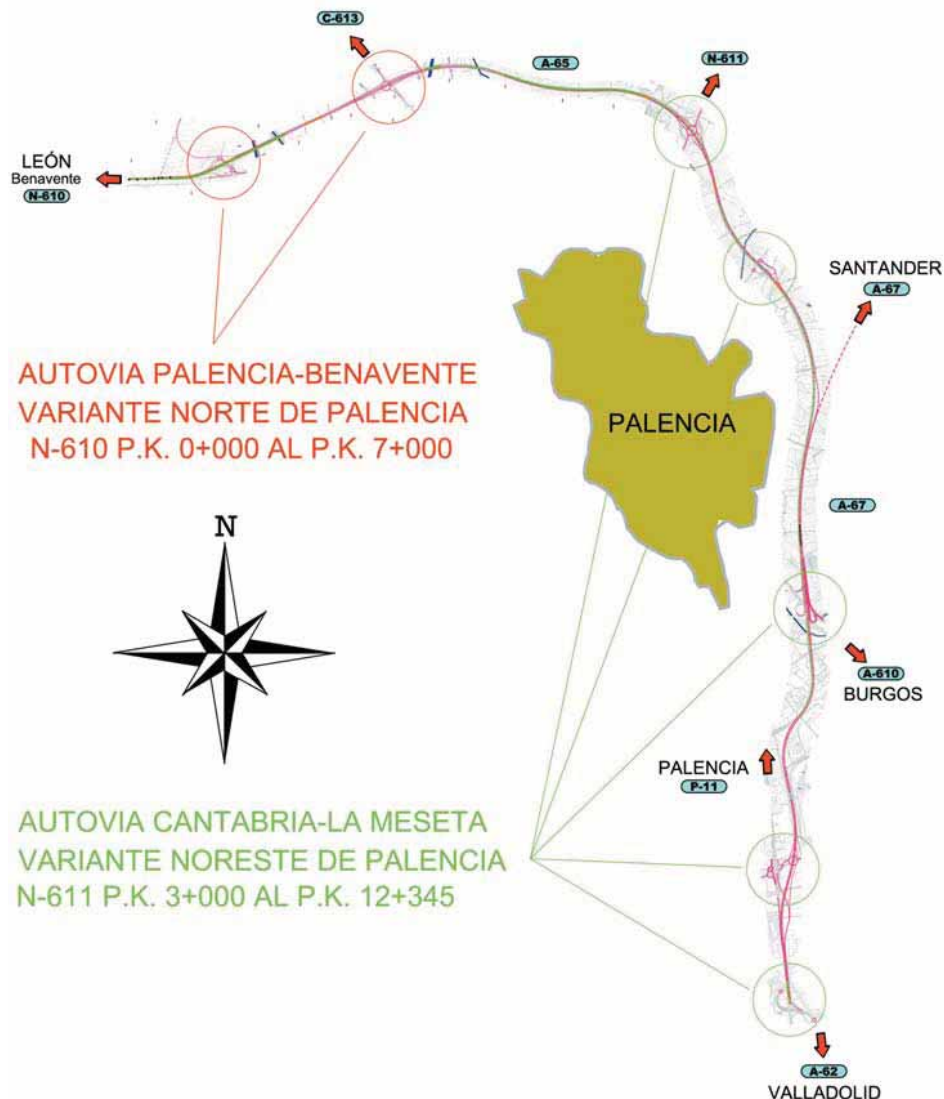 C-613
A-65
N-611
LEÓN
Benavente
N-610
SANTANDER
A-67
AUTOVIA PALENCIA-BENAVENTE
VARIANTE NORTE DE PALENCIA
N-610 P.K. 0+000 AL P.K. 7+000
PALENCIA
A-67
N
A-610
BURGOS
PALENCIA
P-11
AUTOVIA CANTABRIA-LA MESETA
VARIANTE NORESTE DE PALENCIA
N-611 P.K. 3+000 AL P.K. 12+345
A-62
VALLADOLID